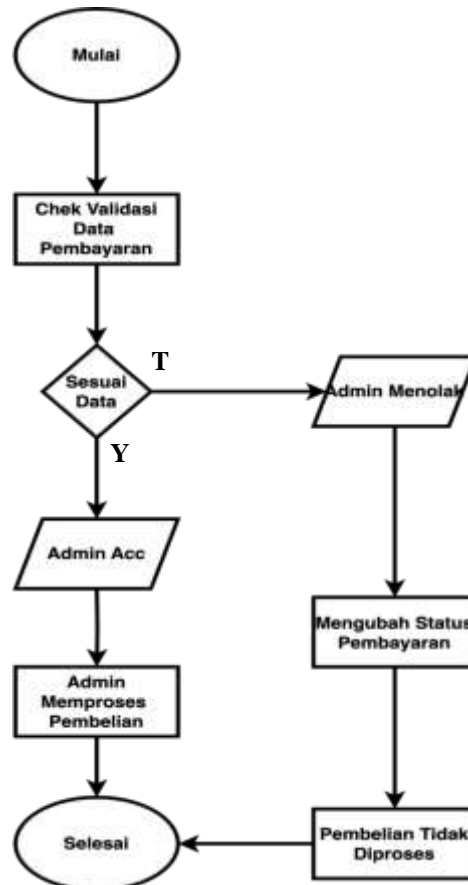 Mulai
Chek Validasi
Data
Pembayaran
Sesuai
Data
T
Y
Admin Menolak
Admin Acc
Mengubah Status
Pembayaran
Admin
Memproses
Pembelian
Selesai
Pembelian Tidak
Diproses